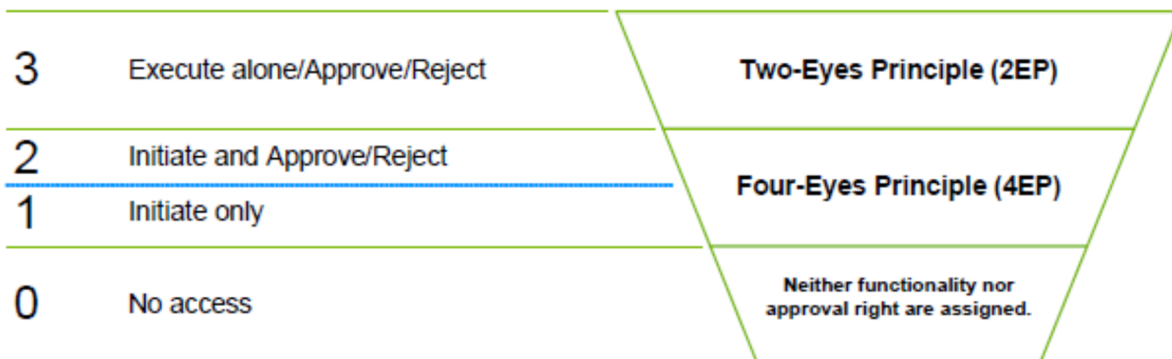 3 Execute alone/Approve/Reject Two-Eyes Principle (2EP)
2 Initiate and Approve/Reject
Four-Eyes Principle (4EP)
1 Initiate only
0 No access
Neither functionality nor
approval right are assigned.